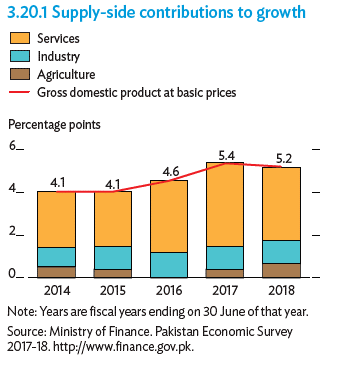 3.20.1 Supply-side contributions to growth
Services
Industry
Agriculture
Gross domestic product at basic prices
Percentage points
6
4
2
0
4.1
4.1
4.6
5.4
5.2
2014 2015 2016 2017 2018
Note: Years are fiscal years ending on 30 June of that year.
Source: Ministry of Finance. Pakistan Economic Survey
2017-18. http://www.finance.gov.pk.